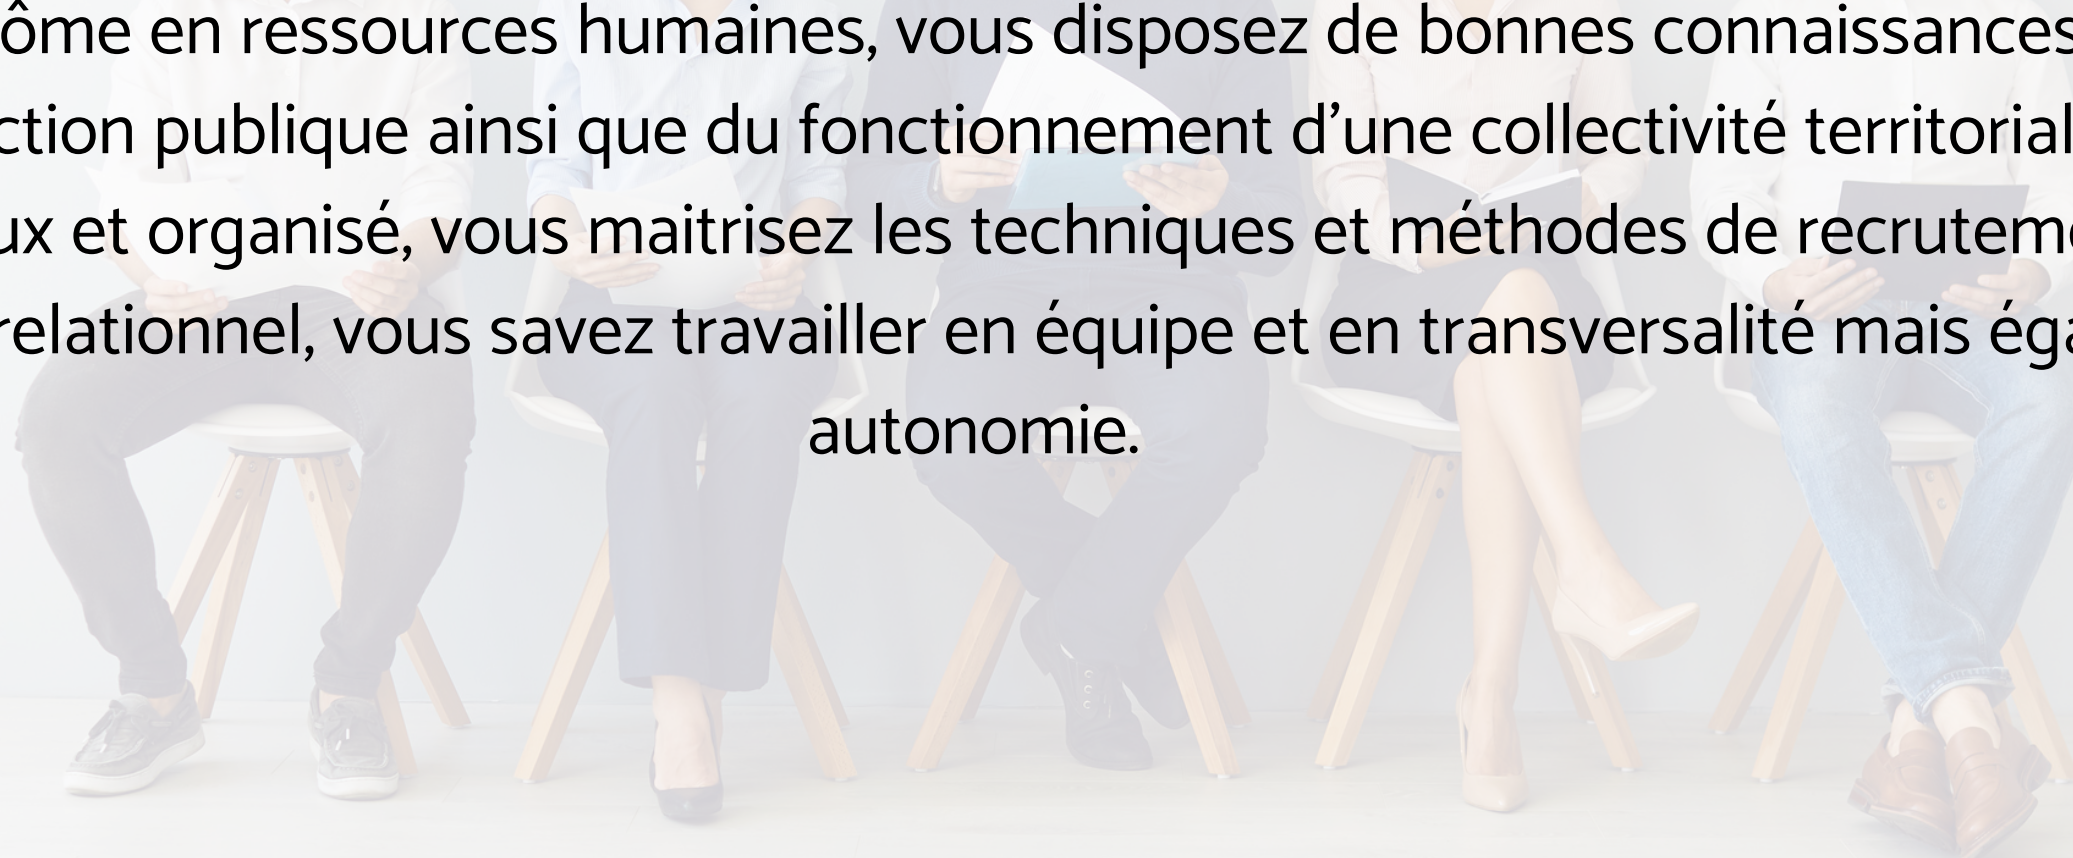 ôme en ressources humaines, vous disposez de bonnes connaissances
ction publique ainsi que du fonctionnement d’une collectivité territorial
ux et organisé, vous maitrisez les techniques et méthodes de recruteme
relationnel, vous savez travailler en équipe et en transversalité mais éga
autonomie.